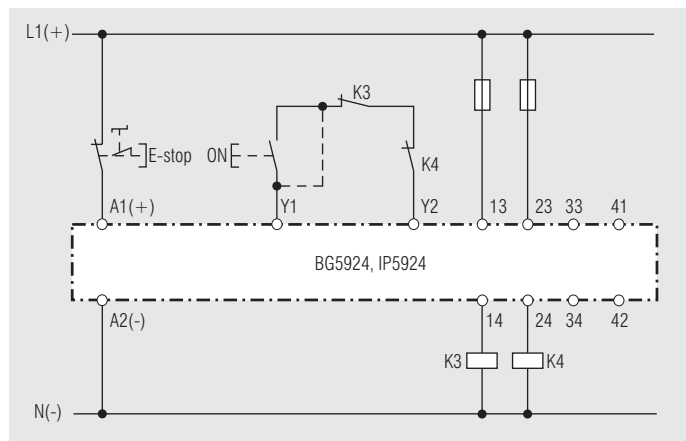 L1(+)
K3
E-stop
ON
K4
A1(+)
Y1
Y2
13
23
33
41
BG5924, IP5924
A2(-)
14
24
34
42
K3
K4
N(-)